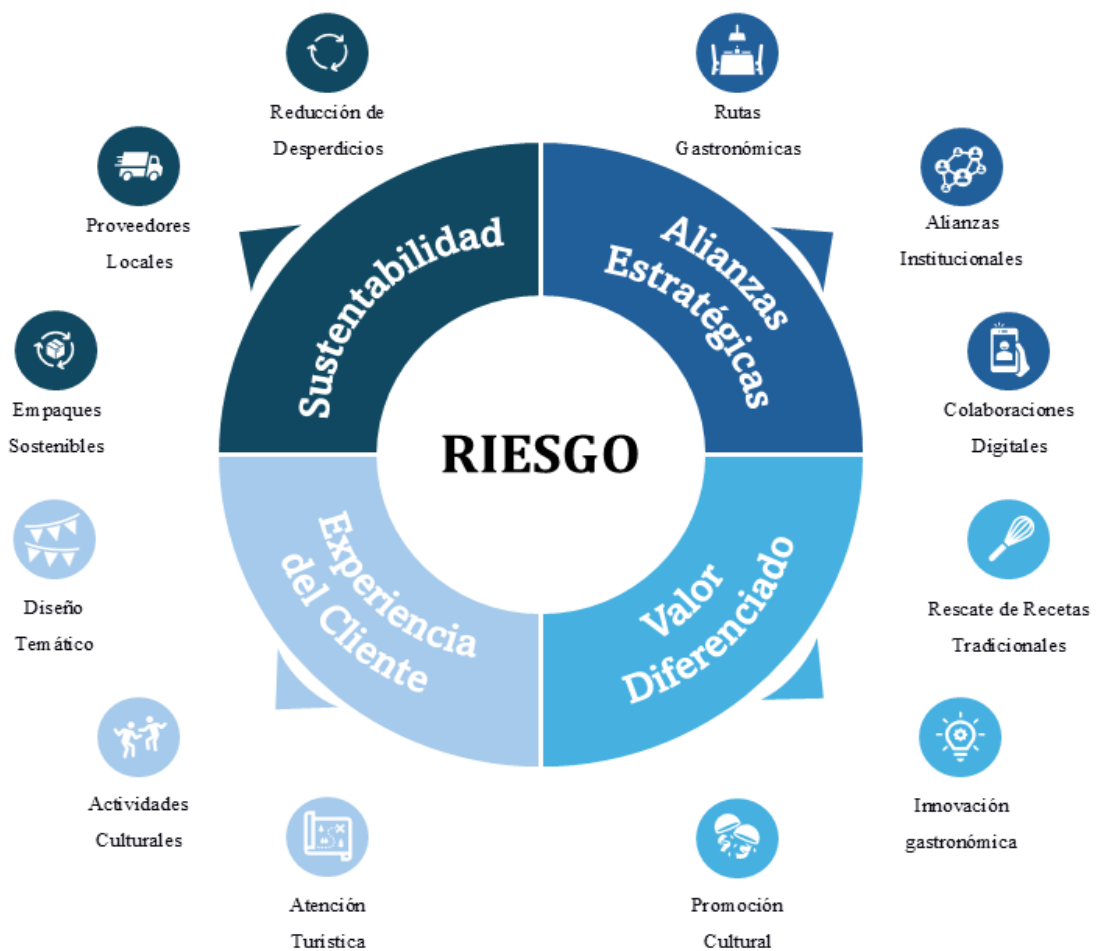 Reducción de
Desperdicios
Rutas
Gastronómicas
Proveedores
Locales
Alianzas
Institucionales
Sustentabilidad
Alianzas
Estratégicas
Empaques
Sostenibles
Colaboraciones
Digitales
RIESGO
Diseño
Temático
Rescate de Recetas
Tradicionales
Experiencia
del Cliente
Valor
Diferenciado
Actividades
Culturales
Innovación
gastronómica
Atención
Turística
Promoción
Cultural